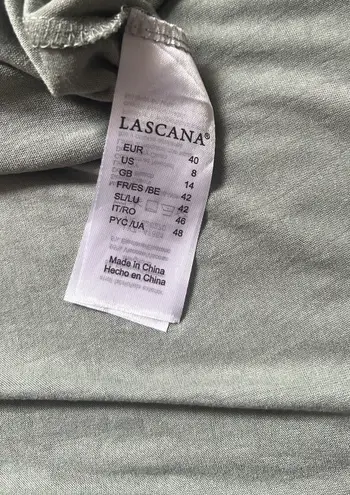 LASCANA®
EUR 40
US 8
GB 14
FR/ES/BE 42
SL/LU 42
IT/RO 46
РУС/UA 48
Made in China
Hecho en China